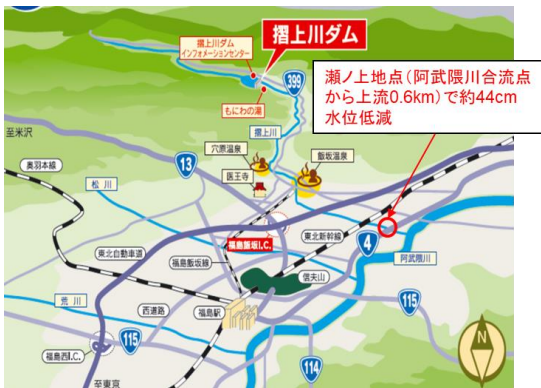 摺上川ダム
インフォメーションセンター
摺上川ダム
399
もにわの湯
瀬ノ上地点（阿武隈川合流点
から上流0.6km）で約44cm
水位低減
摺上川
至米沢
穴原温泉
飯坂温泉
奥羽本線
13
医王寺
松川
福島飯坂I.C.
東北新幹線
4
東北自動車道
福島飯坂線
阿武隈川
信夫山
荒川
西道路
福島駅
115
115
福島西I.C.
114
至東京
N